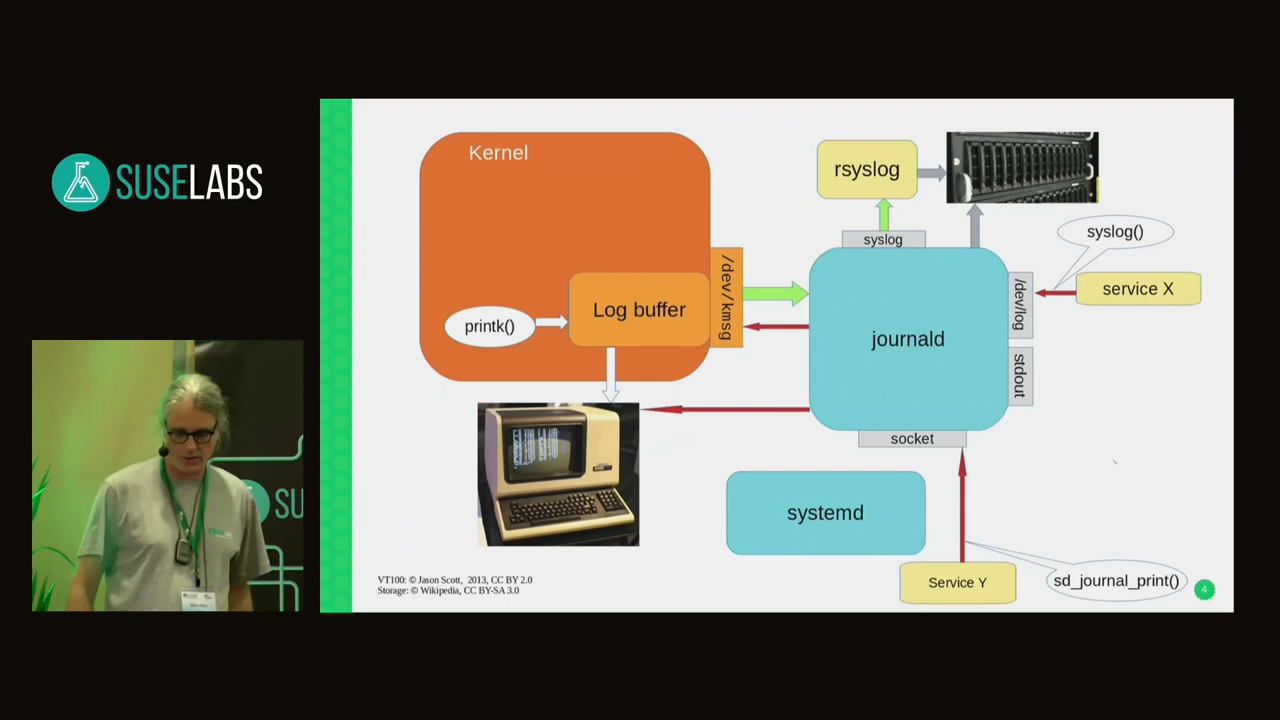 SUSELABS
Kernel
printk()
Log buffer
/dev/kmsg
rsyslog
syslog
journald
/dev/log
stdout
socket
syslog()
service X
systemd
Service Y
sd_journal_print()
VT100: © Jason Scott, 2013, CC BY 2.0
Storage: © Wikipedia, CC BY-SA 3.0
4
SU